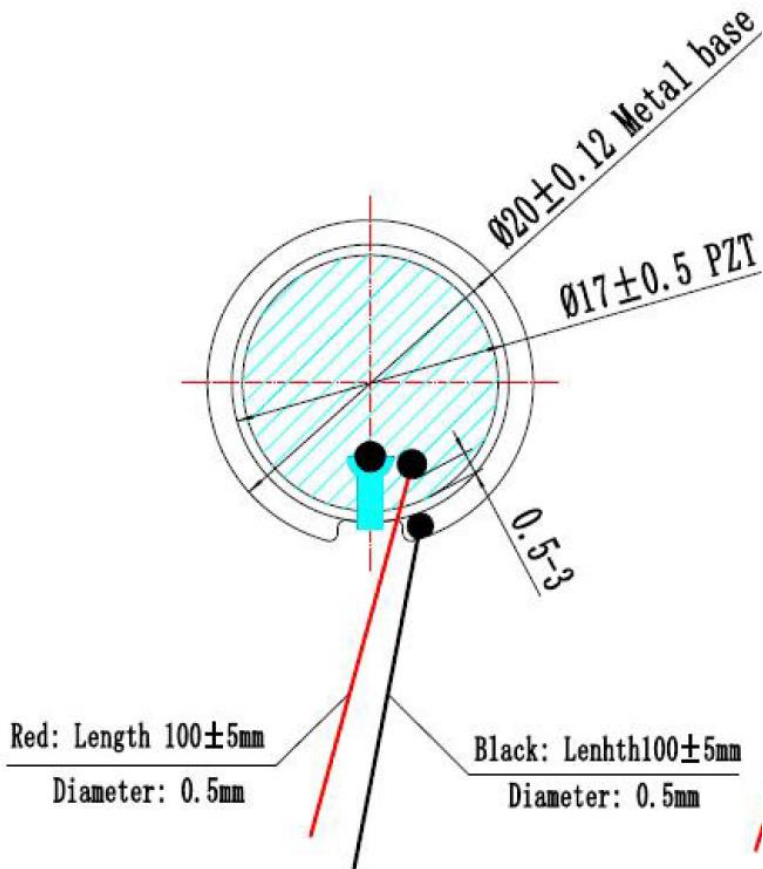 Ø20±0.12 Metal base
Ø17±0.5 PZT
0.5-3
Red: Length 100±5mm
Diameter: 0.5mm
Black: Lenhth100±5mm
Diameter: 0.5mm